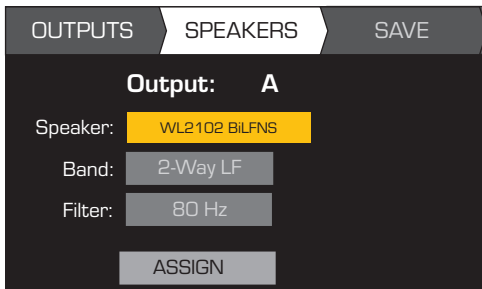 OUTPUTS SPEAKERS SAVE
Output: A
Speaker: WL2102 BiLFNS
Band: 2-Way LF
Filter: 80 Hz
ASSIGN